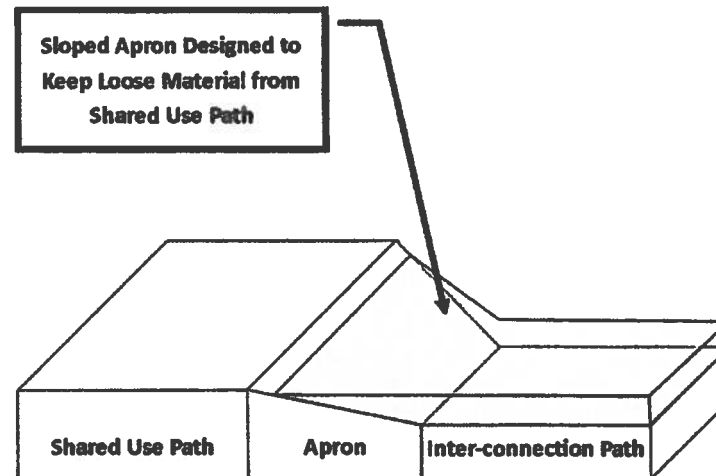 Sloped Apron Designed to
Keep Loose Material from
Shared Use Path
Shared Use Path
Apron
Inter-connection Path